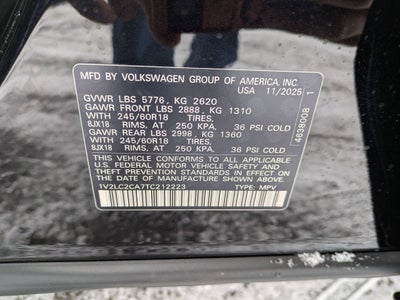 MFD BY VOLKSWAGEN GROUP OF AMERICA, INC.
USA 11/2025
GVWR LBS 5776, KG 2620
GAWR FRONT LBS 2888, KG 1310
WITH 245/60R18 TIRES,
8JX18 RIMS, AT 250 KPA, 36 PSI COLD
GAWR REAR LBS 2998, KG 1360
WITH 245/60R18 TIRES,
8JX18 RIMS, AT 250 KPA, 36 PSI COLD
THIS VEHICLE CONFORMS TO ALL APPLICABLE
U.S. FEDERAL MOTOR VEHICLE SAFETY AND
THEFT PREVENTION STANDARDS IN EFFECT ON THE
DATE OF MANUFACTURE SHOWN ABOVE.
1V2LC2CA7TC212223 TYPE: MPV
4638008 1